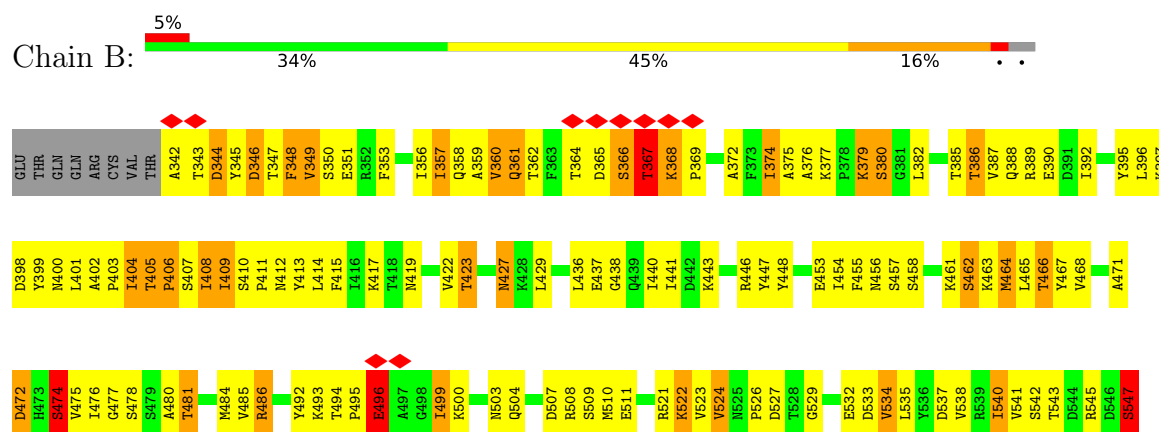 5%
Chain B:
34% 45% 16% . .
GLU THR GLN GLN ARG CYS VAL THR A342 T343 D344 Y345 D346 T347 F348 V349 S350 E351 R352 F353 I356 I357 Q358 A359 V360 Q361 T362 F363 T364 D365 S366 T367 K368 P369 A372 F373 I374 A375 A376 K377 P378 K379 S380 G381 L382 T385 T386 V387 Q388 R389 E390 D391 I392 Y395 L396 K397
D398 Y399 N400 L401 A402 P403 I404 T405 P406 S407 I408 I409 S410 P411 N412 Y413 L414 F415 I416 K417 T418 N419 V422 T423 N427 K428 L429 L436 E437 G438 Q439 I440 I441 D442 K443 R446 Y447 Y448 E453 I454 F455 N456 S457 S458 K461 S462 K463 M464 L465 T466 Y467 V468 A471
D472 H473 S474 V475 I476 G477 S478 S479 A480 T481 M484 V485 R486 Y492 K493 T494 P495 E496 A497 G498 I499 K500 N503 Q504 D507 R508 S509 M510 E511 R521 K522 V523 V524 N525 P526 D527 T528 G529 E532 D533 V534 L535 Y536 D537 V538 R539 I540 V541 S542 T543 D544 R545 D546 S547